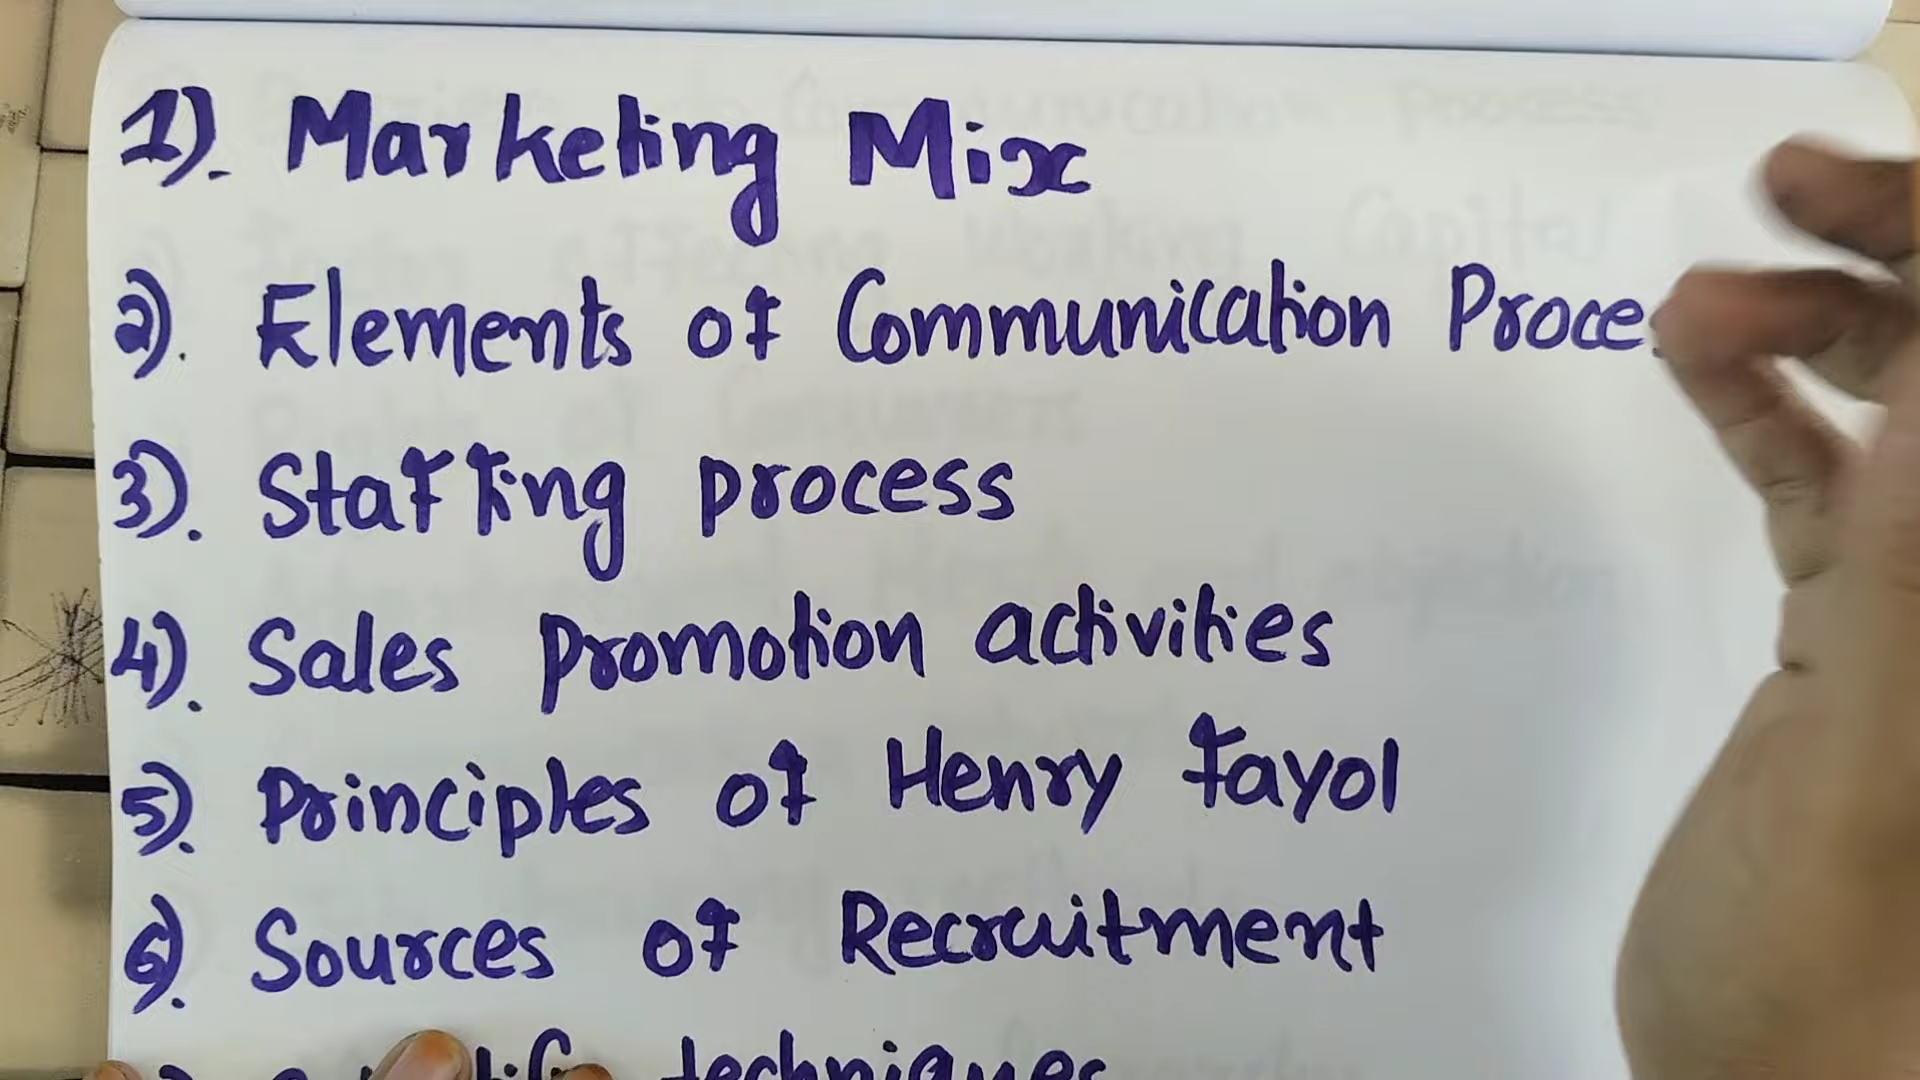 1). Marketing Mix
2). Elements of Communication Proce
3). Staffing process
4). Sales promotion activities
5). Principles of Henry fayol
6). Sources of Recruitment
techniques